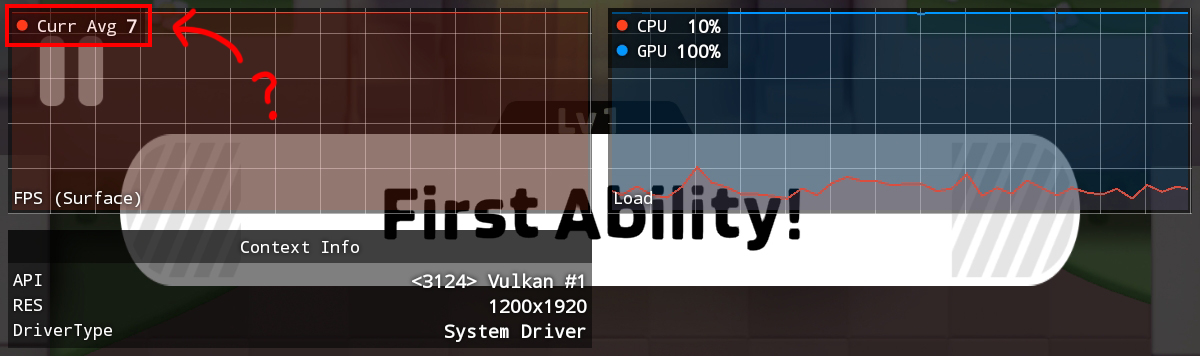 Curr Avg 7
?
FPS (Surface)
CPU 10%
GPU 100%
Load
Lv1
First Ability!
Context Info
API <3124> Vulkan #1
RES 1200x1920
DriverType System Driver